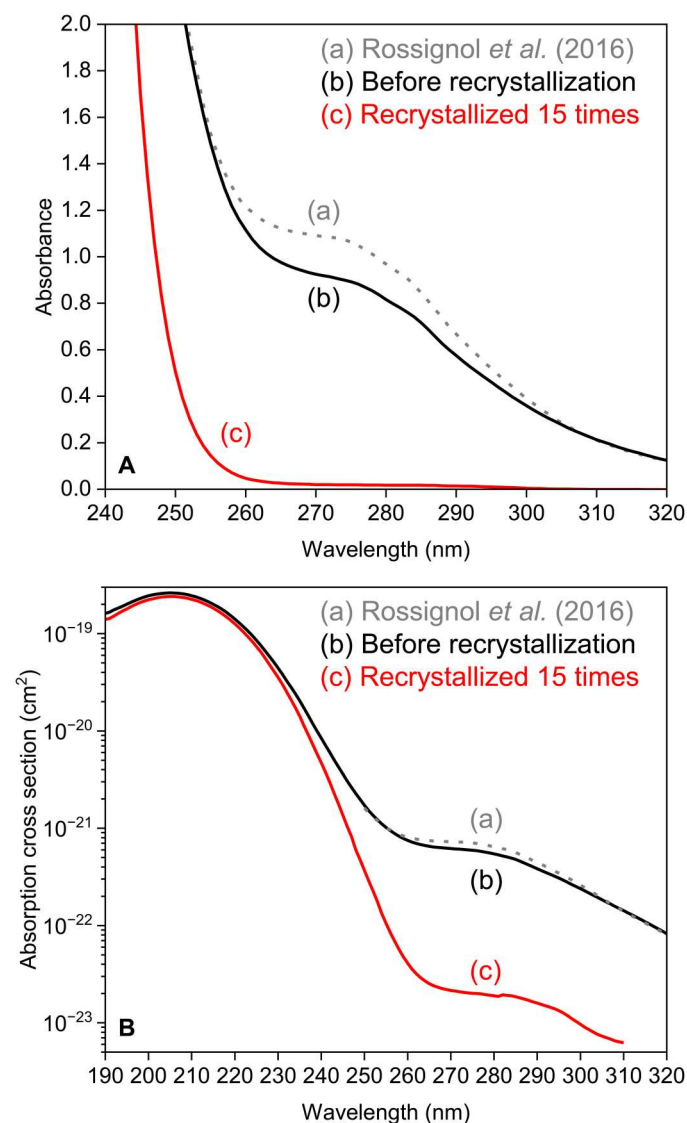 2.0
1.8
1.6
1.4
1.2
1.0
0.8
0.6
0.4
0.2
0.0
Absorbance
(a) Rossignol et al. (2016)
(b) Before recrystallization
(c) Recrystallized 15 times
(a)
(b)
(c)
A
240 250 260 270 280 290 300 310 320
Wavelength (nm)
10⁻¹⁹
10⁻²⁰
10⁻²¹
10⁻²²
10⁻²³
Absorption cross section (cm²)
(a) Rossignol et al. (2016)
(b) Before recrystallization
(c) Recrystallized 15 times
(a)
(b)
(c)
B
190 200 210 220 230 240 250 260 270 280 290 300 310 320
Wavelength (nm)